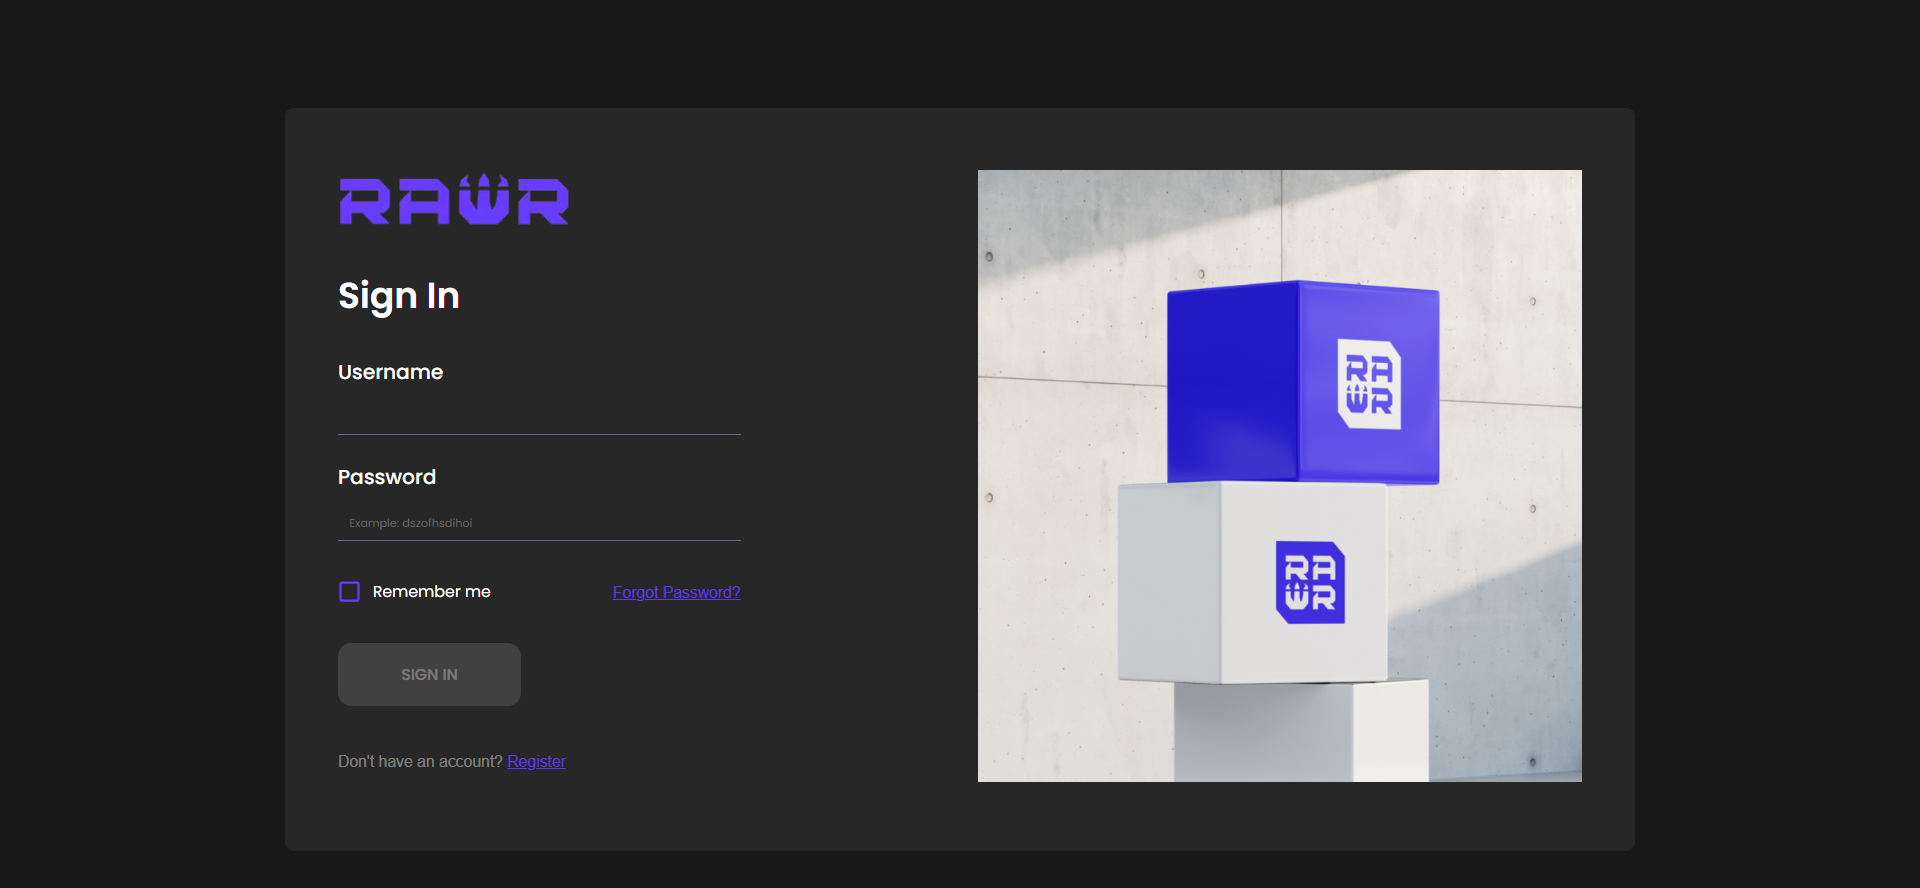 RAWR
Sign In
Username
Password
Example: dszofhsdihoi
Remember me
Forgot Password?
SIGN IN
Don't have an account? Register
RA
WR
RA
WR